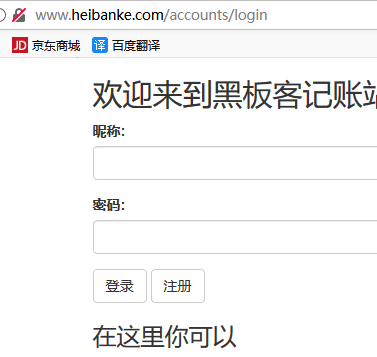 www.heibanke.com/accounts/login
JD 京东商城 译 百度翻译
欢迎来到黑板客记账站
昵称:
密码:
登录 注册
在这里你可以